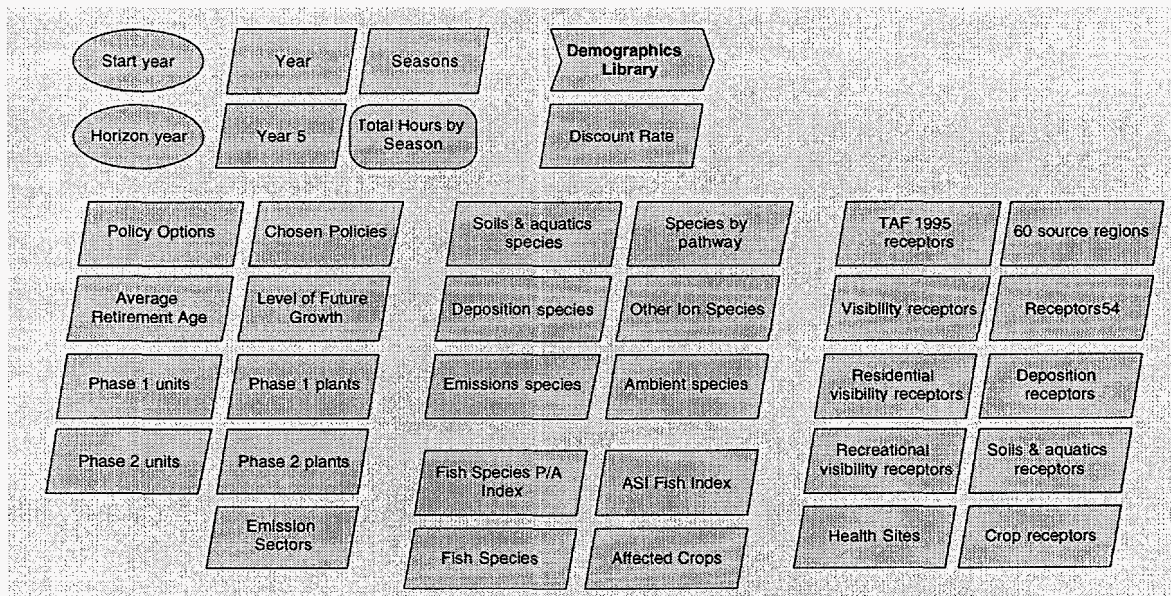 Start year
Year
Seasons
Demographics
Library
Horizon year
Year 5
Total Hours by
Season
Discount Rate
Policy Options
Chosen Policies
Average
Retirement Age
Level of Future
Growth
Phase 1 units
Phase 1 plants
Phase 2 units
Phase 2 plants
Emission
Sectors
Soils & aquatics
species
Species by
pathway
Deposition species
Other Ion Species
Emissions species
Ambient species
Fish Species P/A
Index
ASI Fish Index
Fish Species
Affected Crops
TAF 1995
receptors
60 source regions
Visibility receptors
Receptors54
Residential
visibility receptors
Deposition
receptors
Recreational
visibility receptors
Soils & aquatics
receptors
Health Sites
Crop receptors